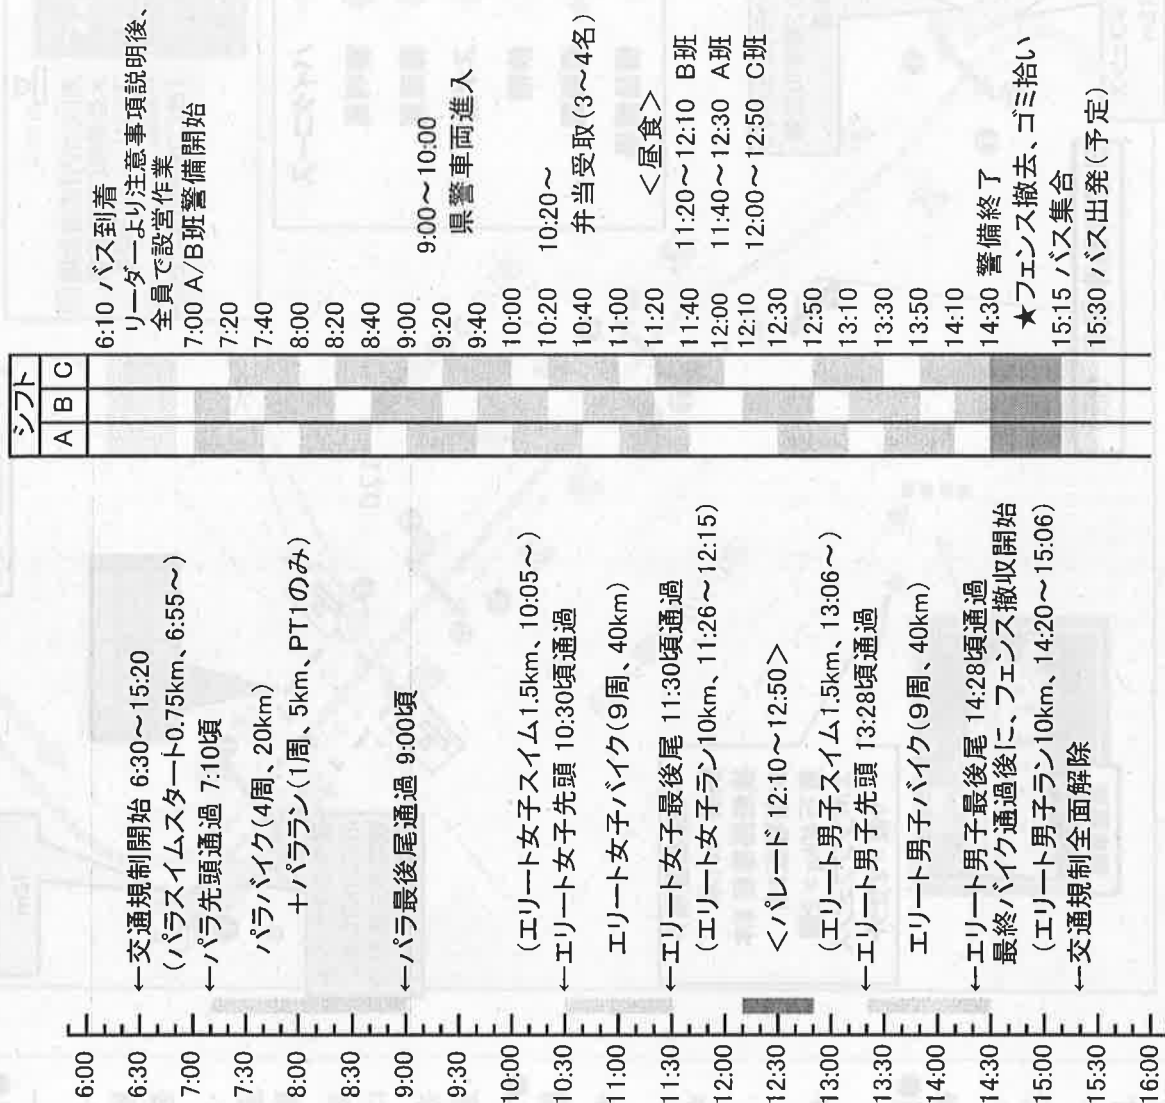 6:00
6:30
7:00
7:30
8:00
8:30
9:00
9:30
10:00
10:30
11:00
11:30
12:00
12:30
13:00
13:30
14:00
14:30
15:00
15:30
16:00
←交通規制開始 6:30～15:20
(パラスイムスタート0.75km、6:55～)
←パラ先頭通過 7:10頃
パラバイク(4周、20km)
＋パララン(1周、5km、PT1のみ)
←パラ最後尾通過 9:00頃
(エリート女子スイム1.5km、10:05～)
←エリート女子先頭 10:30頃通過
エリート女子バイク(9周、40km)
←エリート女子最後尾 11:30頃通過
(エリート女子ラン10km、11:26～12:15)
＜パレード 12:10～12:50＞
(エリート男子スイム1.5km、13:06～)
←エリート男子先頭 13:28頃通過
エリート男子バイク(9周、40km)
←エリート男子最後尾 14:28頃通過
最終バイク通過後に、フェンス撤収開始
(エリート男子ラン10km、14:20～15:06)
←交通規制全面解除
シフト
A B C
6:10 バス到着
リーダーより注意事項説明後、
全員で設営作業
7:00 A/B班警備開始
7:20
7:40
8:00
8:20
8:40
9:00
9:20
9:40
10:00
10:20
10:40
11:00
11:20
11:40
12:00
12:10
12:30
12:50
13:10
13:30
13:50
14:10
14:30 警備終了
★フェンス撤去、ゴミ拾い
15:15 バス集合
15:30 バス出発(予定)
9:00～10:00
県警車両進入
10:20～
弁当受取(3～4名)
＜昼食＞
11:20～12:10 B班
11:40～12:30 A班
12:00～12:50 C班